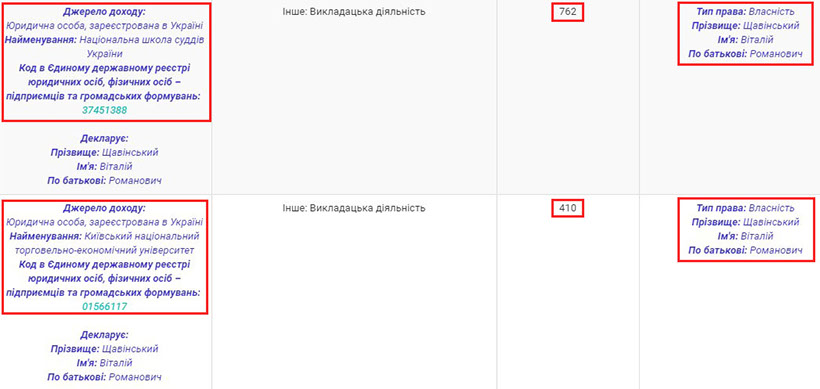 Джерело доходу:
Юридична особа, зареєстрована в Україні
Найменування: Національна школа суддів
України
Код в Єдиному державному реєстрі
юридичних осіб, фізичних осіб –
підприємців та громадських формувань:
37451388
Декларує:
Прізвище: Щавінський
Ім'я: Віталій
По батькові: Романович
Інше: Викладацька діяльність
762
Тип права: Власність
Прізвище: Щавінський
Ім'я: Віталій
По батькові: Романович
Джерело доходу:
Юридична особа, зареєстрована в Україні
Найменування: Київський національний
торговельно-економічний університет
Код в Єдиному державному реєстрі
юридичних осіб, фізичних осіб –
підприємців та громадських формувань:
01566117
Декларує:
Прізвище: Щавінський
Ім'я: Віталій
По батькові: Романович
Інше: Викладацька діяльність
410
Тип права: Власність
Прізвище: Щавінський
Ім'я: Віталій
По батькові: Романович